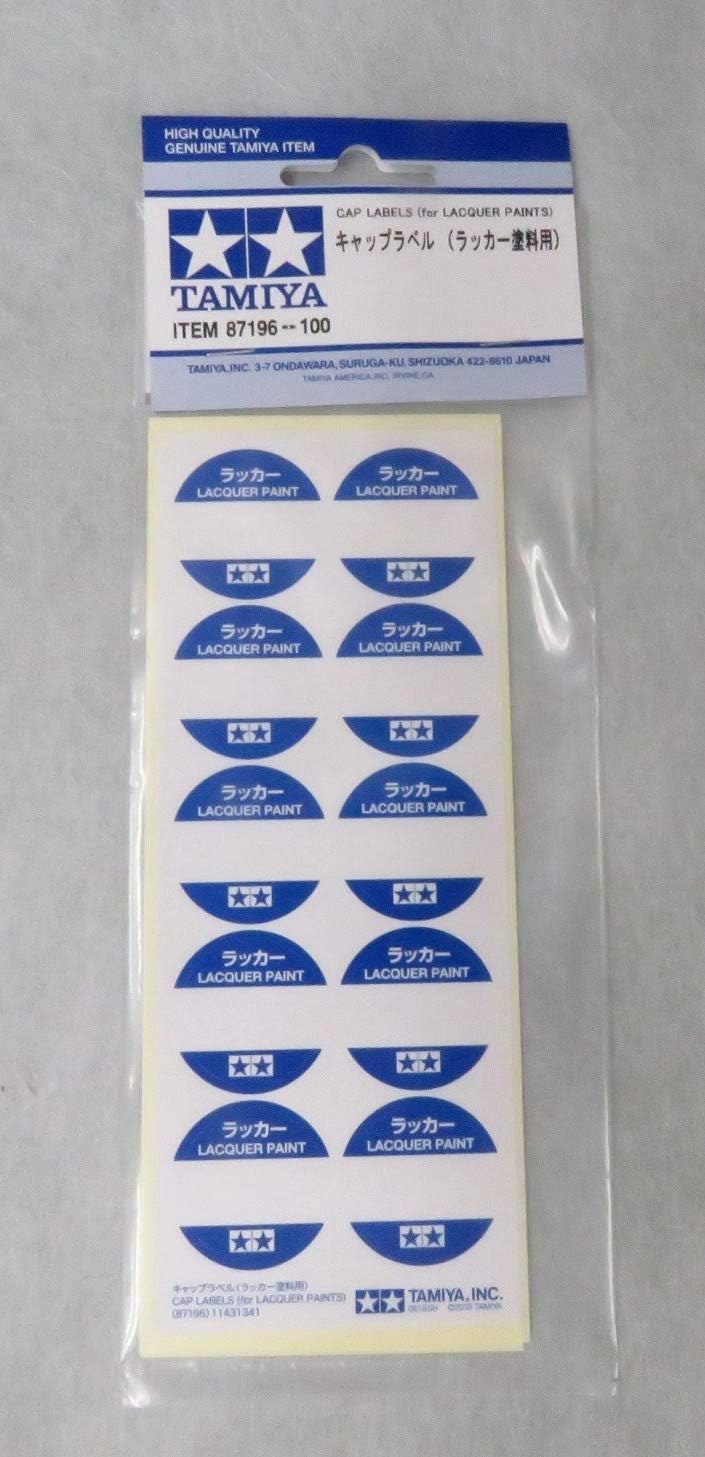 HIGH QUALITY
GENUINE TAMIYA ITEM
CAP LABELS (for LACQUER PAINTS)
キャップラベル (ラッカー塗料用)
TAMIYA
ITEM 87196--100
TAMIYA,INC. 3-7 ONDAWARA, SURUGA-KU, SHIZUOKA 422-8610 JAPAN
TAMIYA AMERICA,INC. IRVINE,CA
ラッカー ラッカー
LACQUER PAINT LACQUER PAINT
ラッカー ラッカー
LACQUER PAINT LACQUER PAINT
ラッカー ラッカー
LACQUER PAINT LACQUER PAINT
ラッカー ラッカー
LACQUER PAINT LACQUER PAINT
ラッカー ラッカー
LACQUER PAINT LACQUER PAINT
キャップラベル(ラッカー塗料用)
CAP LABELS (for LACQUER PAINTS)
(87196) 11431341
TAMIYA,INC.
TAMIYA